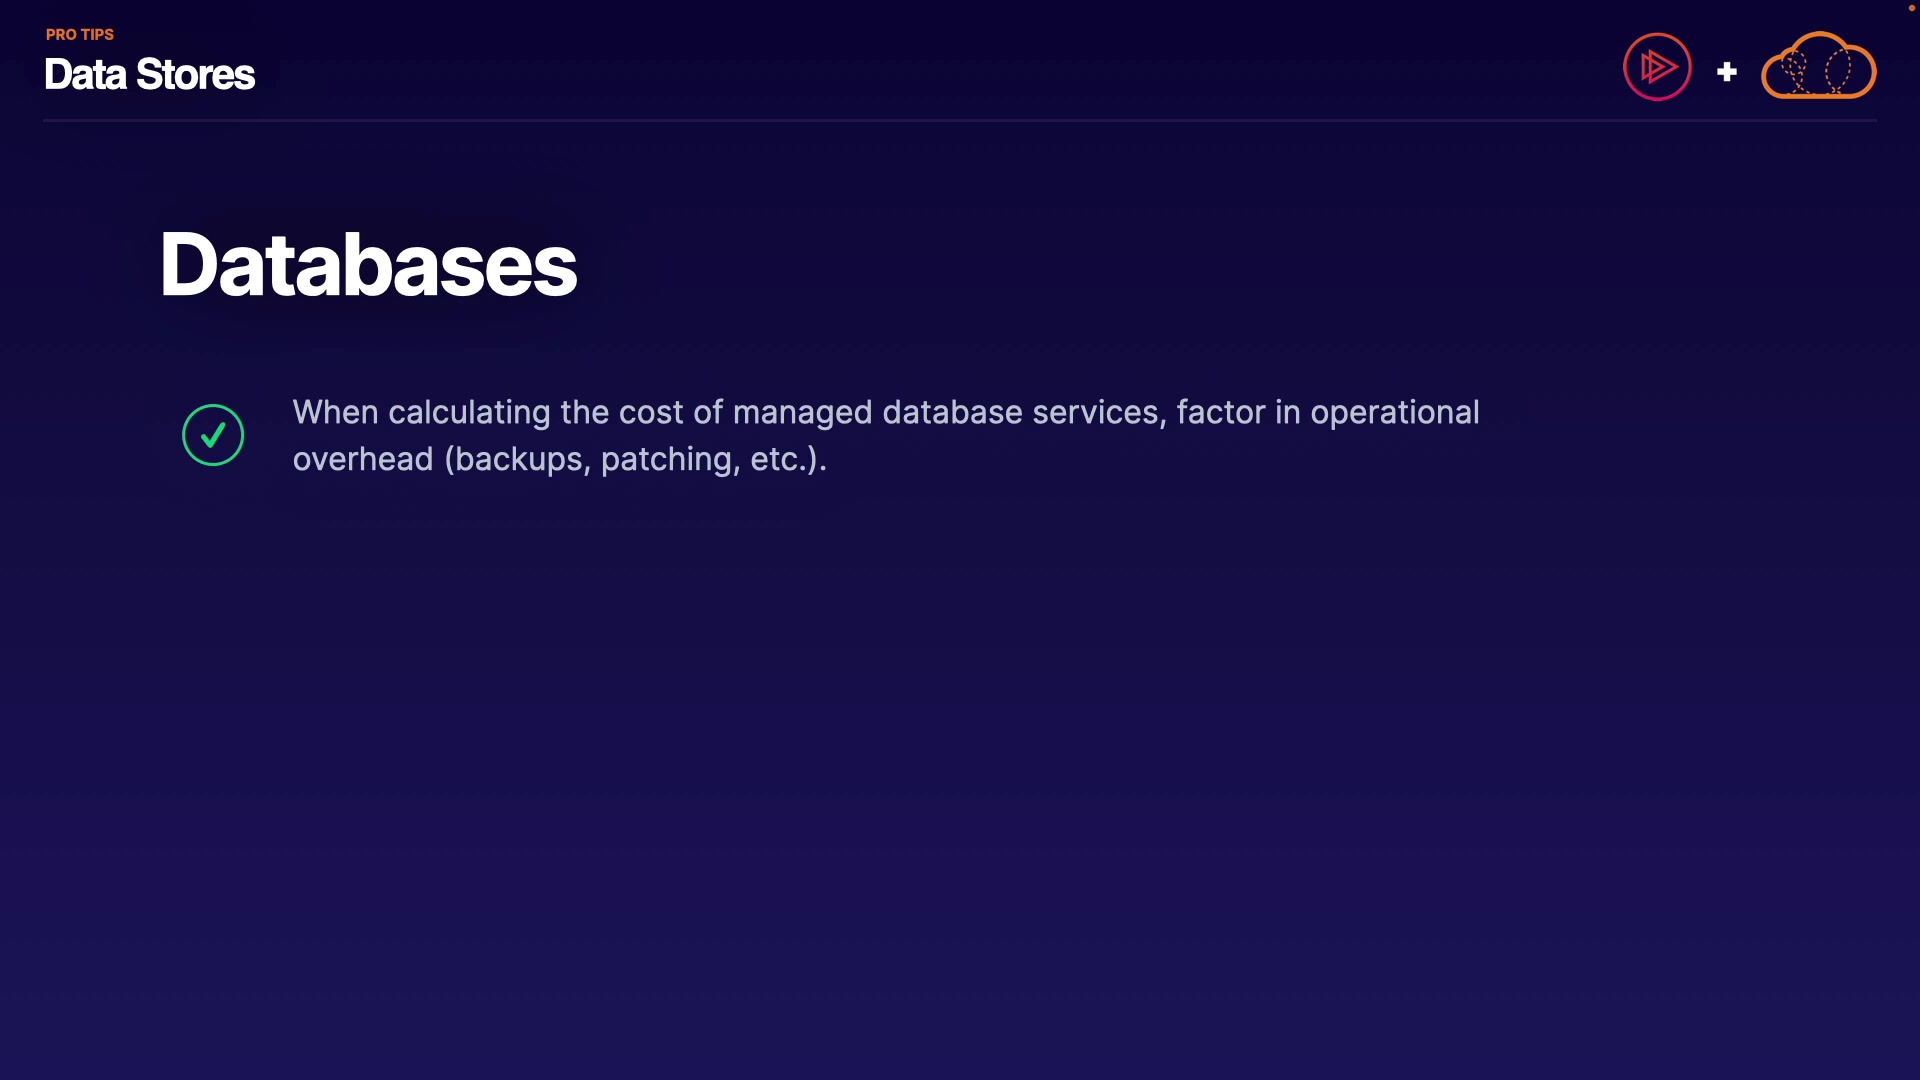 PRO TIPS
Data Stores
Databases
When calculating the cost of managed database services, factor in operational
overhead (backups, patching, etc.).